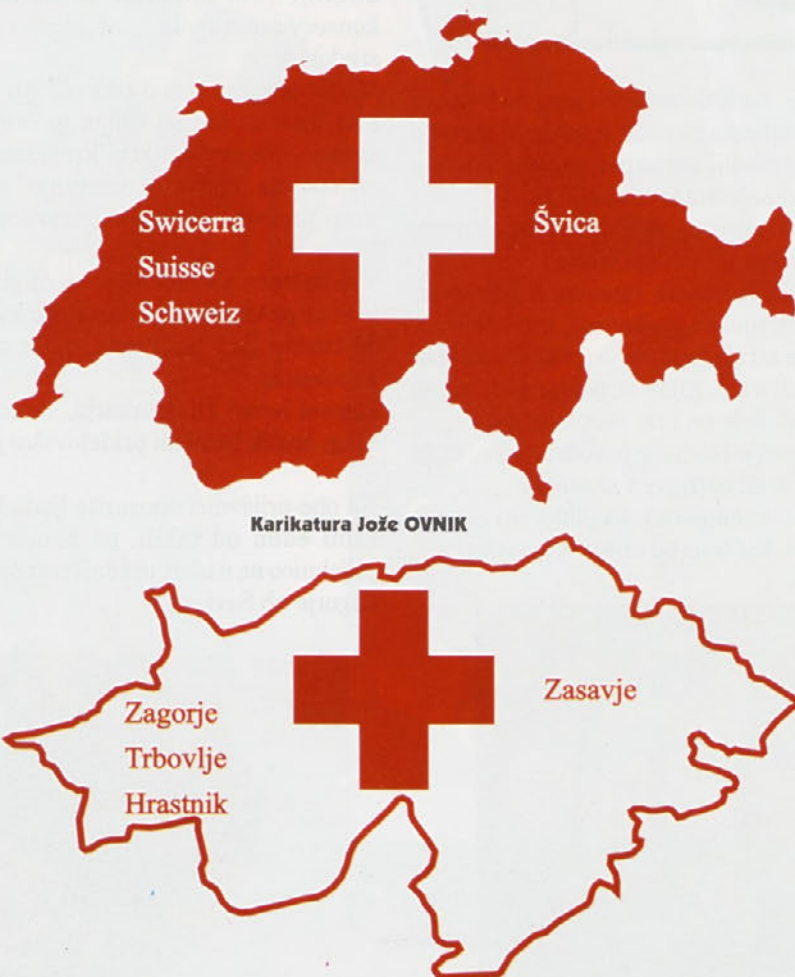 Swicerra
Suisse
Schweiz
Švica
Karikatura Jože OVNIK
Zagorje
Trbovlje
Hrastnik
Zasavje